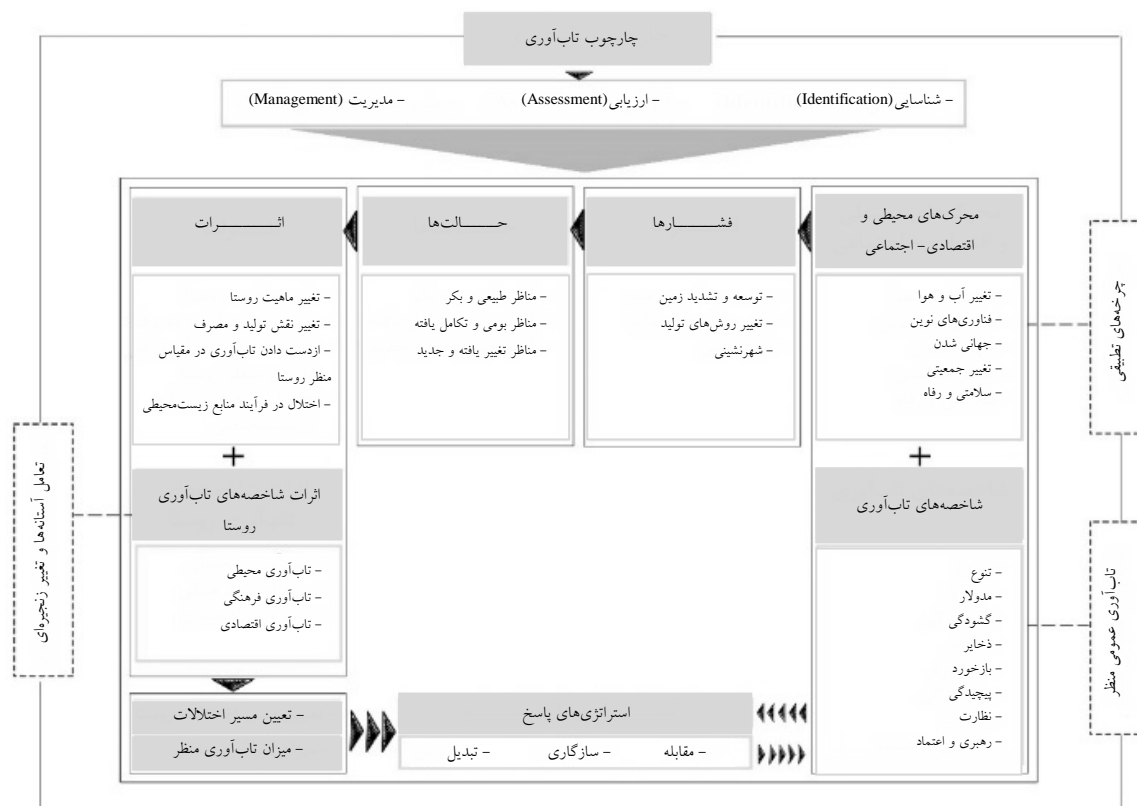 چارچوب تاب‌آوری
- شناسایی(Identification)
- ارزیابی(Assessment)
- مدیریت (Management)
محرک‌های محیطی و
اقتصادی- اجتماعی
- تغییر آب و هوا
- فناوری‌های نوین
- جهانی شدن
- تغییر جمعیتی
- سلامتی و رفاه
فشـــــارها
- توسعه و تشدید زمین
- تغییر روش‌های تولید
- شهرنشینی
حـــــالت‌ها
- مناظر طبیعی و بکر
- مناظر بومی و تکامل یافته
- مناظر تغییر یافته و جدید
اثـــــــــرات
- تغییر ماهیت روستا
- تغییر نقش تولید و مصرف
- ازدست دادن تاب‌آوری در مقیاس
منظر روستا
- اختلال در فرآیند منابع زیست‌محیطی
+
+
شاخصه‌های تاب‌آوری
- تنوع
- مدولار
- گشودگی
- ذخایر
- بازخورد
- پیچیدگی
- نظارت
- رهبری و اعتماد
اثرات شاخصه‌های تاب‌آوری
روستا
- تاب‌آوری محیطی
- تاب‌آوری فرهنگی
- تاب‌آوری اقتصادی
- تعیین مسیر اختلالات
- میزان تاب‌آوری منظر
استراتژی‌های پاسخ
- مقابله
- سازگاری
- تبدیل
چرخه‌های تطبیقی
تاب‌آوری عمومی منظر
تعامل آستانه‌ها و تغییر زنجیره‌ای